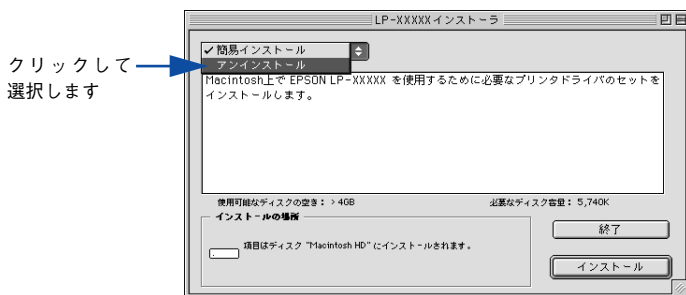 LP-XXXXXインストーラ
簡易インストール
アンインストール
クリックして
選択します
Macintosh上で EPSON LP-XXXXX を使用するために必要なプリンタドライバのセットを
インストールします。
使用可能なディスクの空き：＞4GB 必要なディスク容量：5,740K
インストールの場所
項目はディスク “Macintosh HD” にインストールされます。
終了
インストール